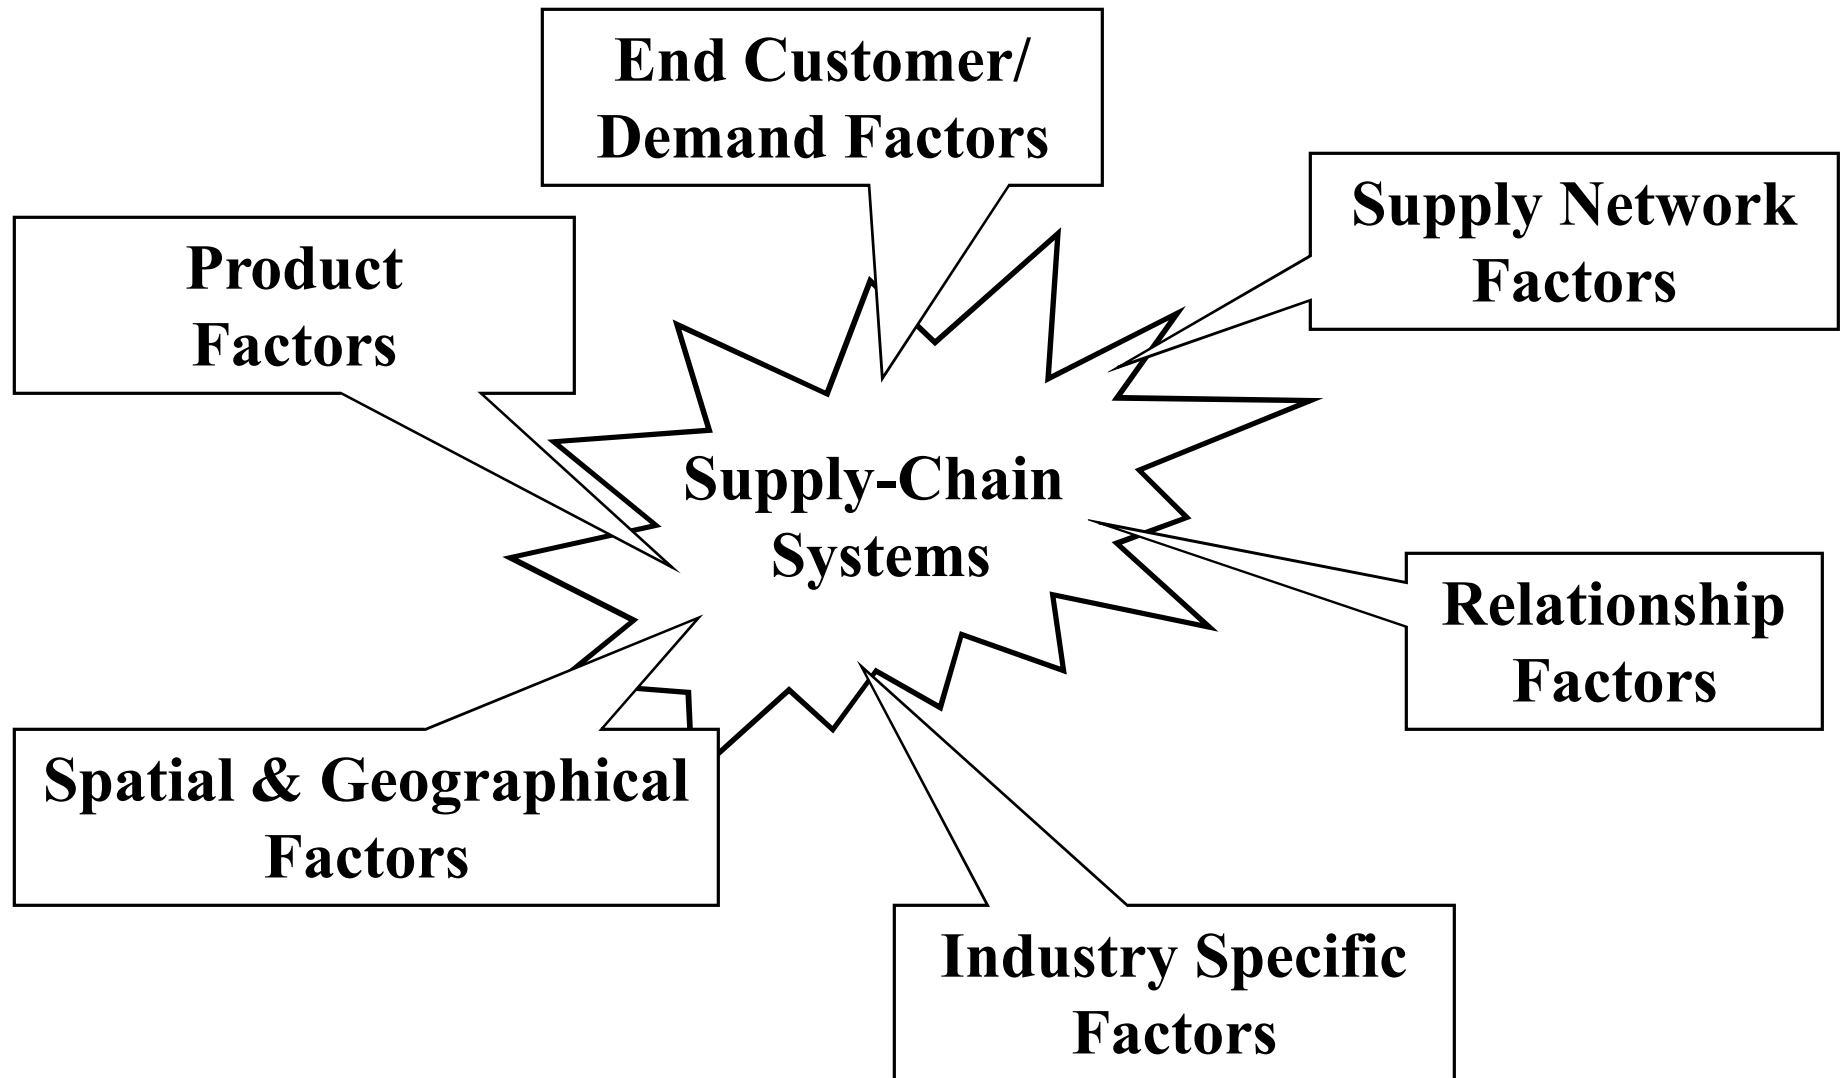 End Customer/
Demand Factors
Supply Network
Factors
Product
Factors
Supply-Chain
Systems
Relationship
Factors
Spatial & Geographical
Factors
Industry Specific
Factors